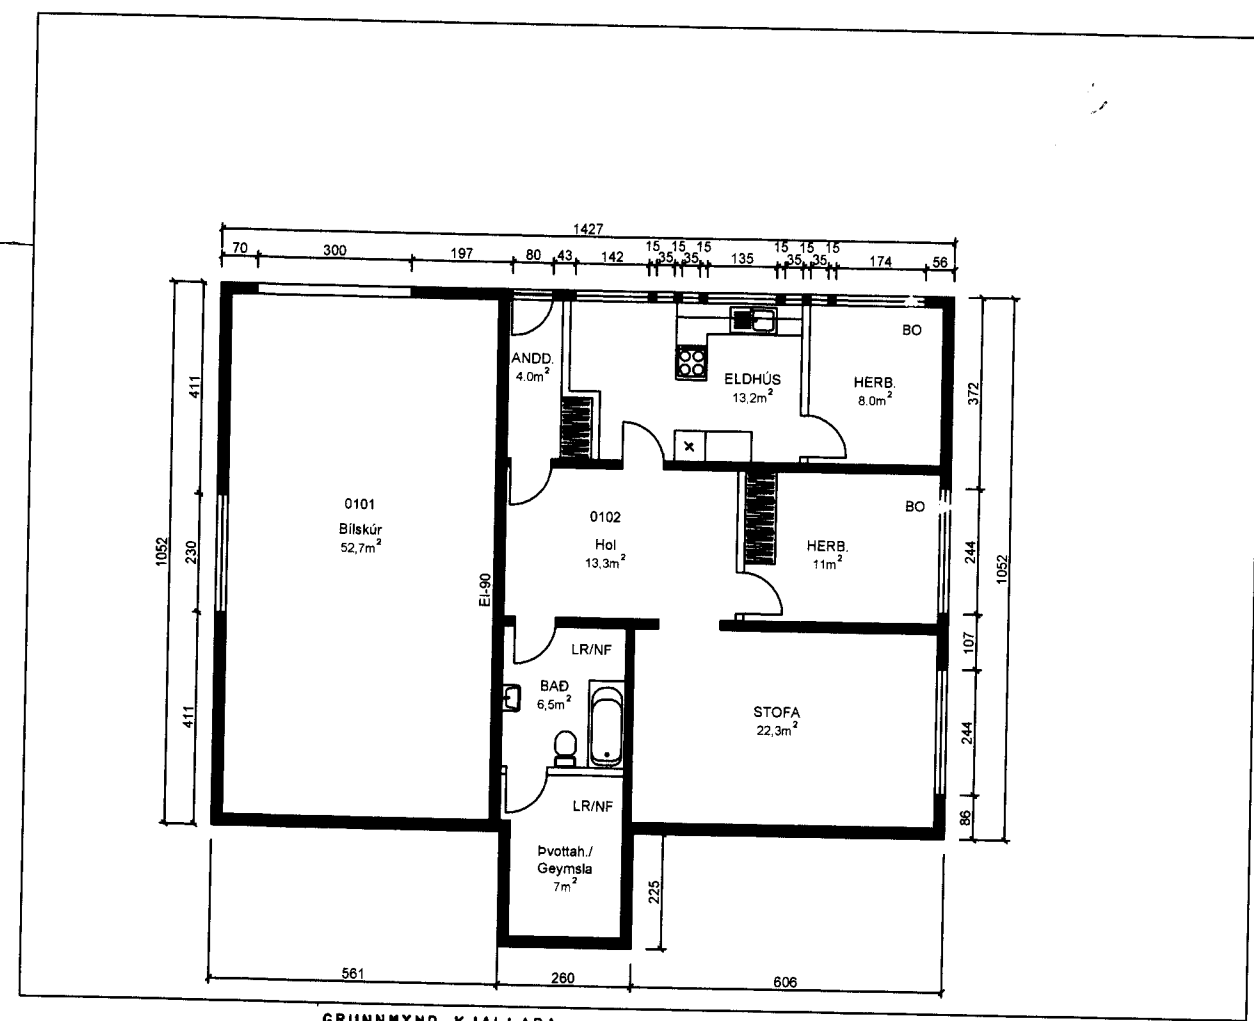 1427
70 300 197 80 43 142 15 35 15 35 15 135 15 35 15 35 15 174 56
1052
411
230
411
ANDD.
4.0m²
ELDHÚS
13,2m²
BO
HERB.
8.0m²
0101
Bílskúr
52,7m²
EI-90
0102
Hol
13,3m²
BO
HERB.
11m²
LR/NF
BAÐ
6,5m²
STOFA
22,3m²
LR/NF
Þvottah./
Geymsla
7m²
372
244
107
244
86
1052
225
561 260 606
GRUNNMYND KJALLARA